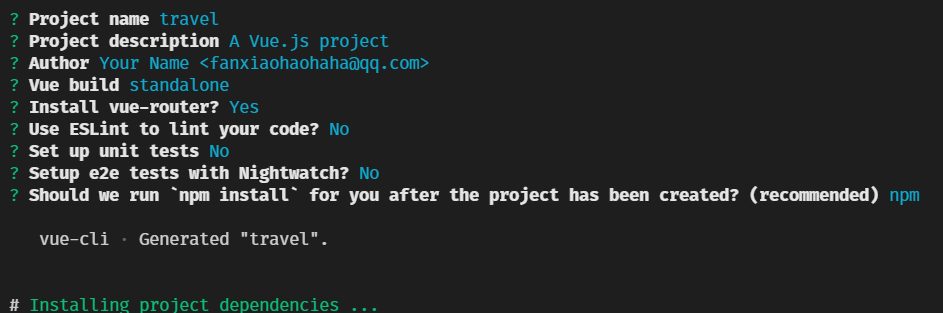 ? Project name travel
? Project description A Vue.js project
? Author Your Name <fanxiaohaohaha@qq.com>
? Vue build standalone
? Install vue-router? Yes
? Use ESLint to lint your code? No
? Set up unit tests No
? Setup e2e tests with Nightwatch? No
? Should we run `npm install` for you after the project has been created? (recommended) npm
vue-cli · Generated "travel".
# Installing project dependencies ...